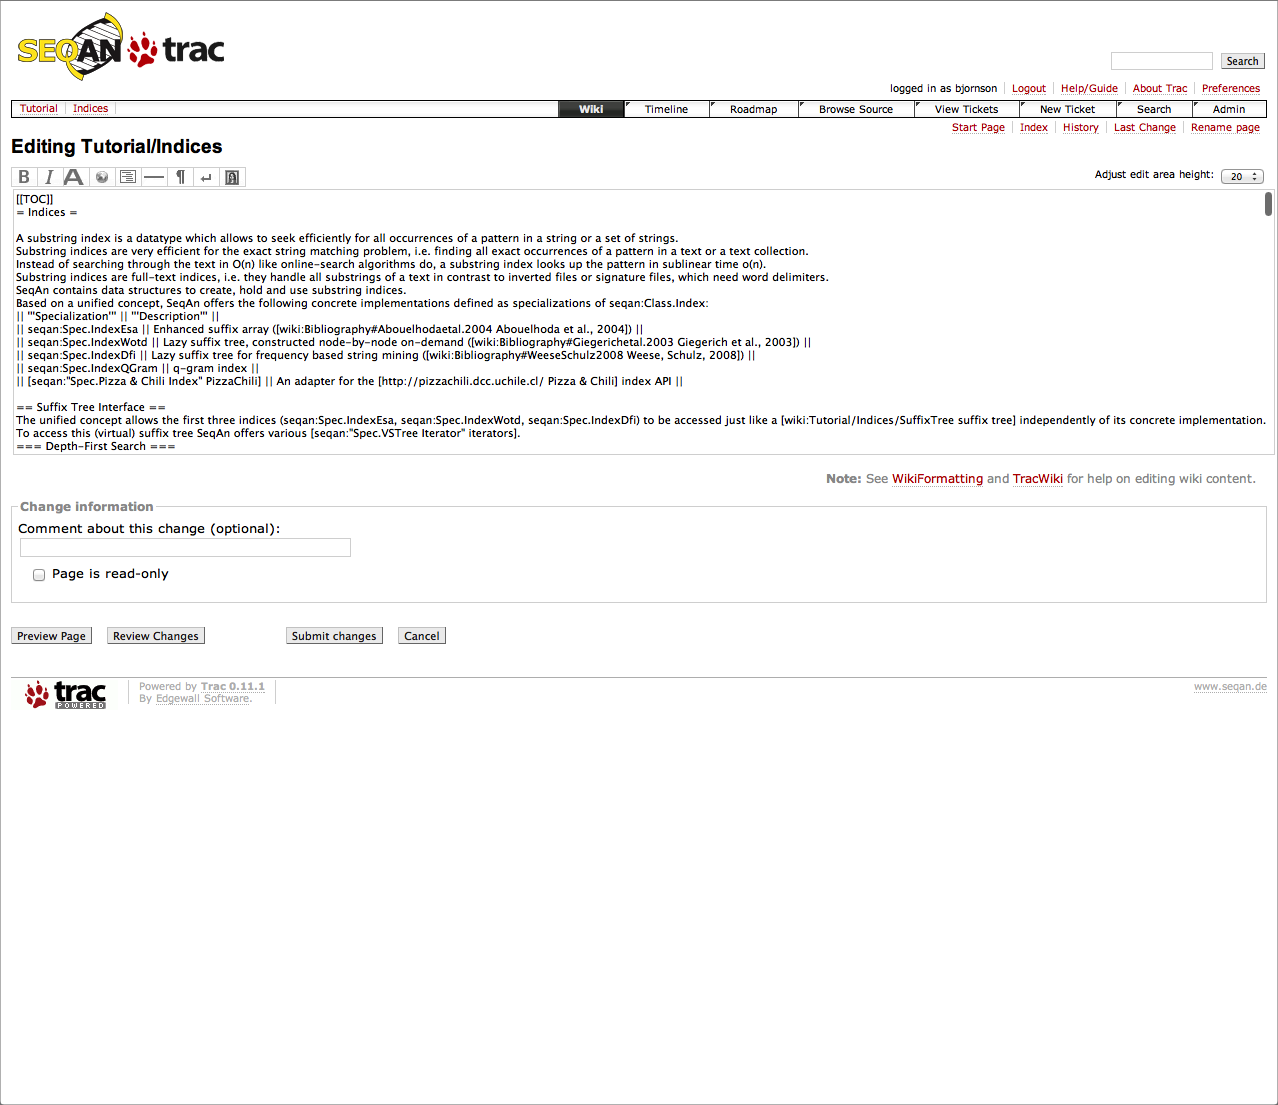 SEQAN trac
Search
logged in as bjornson Logout Help/Guide About Trac Preferences
Tutorial Indices Wiki Timeline Roadmap Browse Source View Tickets New Ticket Search Admin
Start Page Index History Last Change Rename page
Editing Tutorial/Indices
B I A ¶ Adjust edit area height: 20
[[TOC]]
= Indices =
A substring index is a datatype which allows to seek efficiently for all occurrences of a pattern in a string or a set of strings.
Substring indices are very efficient for the exact string matching problem, i.e. finding all exact occurrences of a pattern in a text or a text collection.
Instead of searching through the text in O(n) like online-search algorithms do, a substring index looks up the pattern in sublinear time o(n).
Substring indices are full-text indices, i.e. they handle all substrings of a text in contrast to inverted files or signature files, which need word delimiters.
SeqAn contains data structures to create, hold and use substring indices.
Based on a unified concept, SeqAn offers the following concrete implementations defined as specializations of seqan:Class.Index:
|| '''Specialization''' || '''Description''' ||
|| seqan:Spec.IndexEsa || Enhanced suffix array ([wiki:Bibliography#Abouelhodaetal.2004 Abouelhoda et al., 2004]) ||
|| seqan:Spec.IndexWotd || Lazy suffix tree, constructed node-by-node on-demand ([wiki:Bibliography#Giegerichetal.2003 Giegerich et al., 2003]) ||
|| seqan:Spec.IndexDfi || Lazy suffix tree for frequency based string mining ([wiki:Bibliography#WeeseSchulz2008 Weese, Schulz, 2008]) ||
|| seqan:Spec.IndexQGram || q-gram index ||
|| [seqan:"Spec.Pizza & Chili Index" PizzaChili] || An adapter for the [http://pizzachili.dcc.uchile.cl/ Pizza & Chili] index API ||
== Suffix Tree Interface ==
The unified concept allows the first three indices (seqan:Spec.IndexEsa, seqan:Spec.IndexWotd, seqan:Spec.IndexDfi) to be accessed just like a [wiki:Tutorial/Indices/SuffixTree suffix tree] independently of its concrete implementation.
To access this (virtual) suffix tree SeqAn offers various [seqan:"Spec.VSTree Iterator" iterators].
=== Depth-First Search ===
Note: See WikiFormatting and TracWiki for help on editing wiki content.
Change information
Comment about this change (optional):
Page is read-only
Preview Page Review Changes Submit changes Cancel
trac POWERED
Powered by Trac 0.11.1
By Edgewall Software.
www.seqan.de